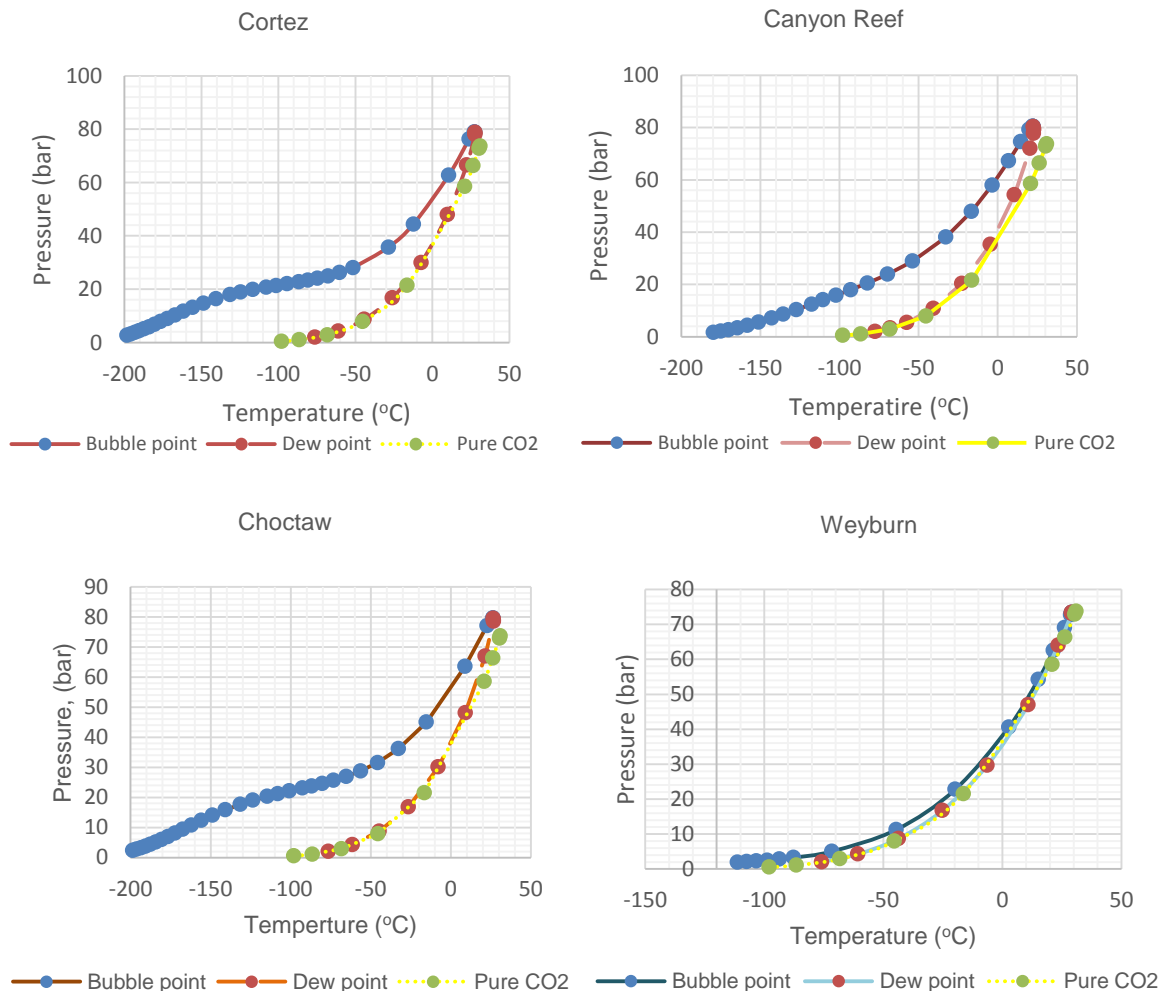 Cortez
100
80
60
40
20
0
-200 -150 -100 -50 0 50
Pressure (bar)
Temperature (°C)
Bubble point Dew point Pure CO2
Canyon Reef
100
80
60
40
20
0
-200 -150 -100 -50 0 50
Pressure (bar)
Temperatire (°C)
Bubble point Dew point Pure CO2
Choctaw
90
80
70
60
50
40
30
20
10
0
-200 -150 -100 -50 0 50
Pressure, (bar)
Temperture (°C)
Bubble point Dew point Pure CO2
Weyburn
80
70
60
50
40
30
20
10
0
-150 -100 -50 0 50
Pressure (bar)
Temperature (°C)
Bubble point Dew point Pure CO2